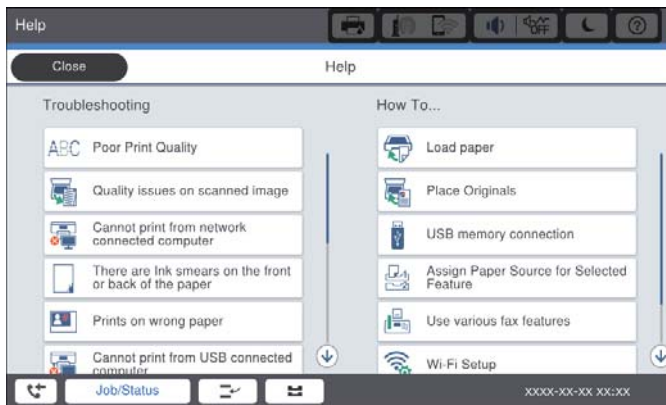 Help
OFF
Close
Help
Troubleshooting
How To...
ABC Poor Print Quality
Load paper
Quality issues on scanned image
Place Originals
Cannot print from network
connected computer
USB memory connection
There are Ink smears on the front
or back of the paper
Assign Paper Source for Selected
Feature
Prints on wrong paper
Use various fax features
Cannot print from USB connected
computer
Wi-Fi Setup
Job/Status
XXXX-XX-XX XX:XX